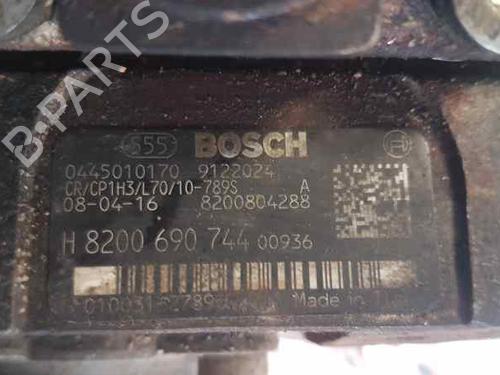 B-PARTS
555 BOSCH
0445010170 9122024
CR/CP1H3/L70/10-789S A
08-04-16 8200804288
H 8200 690 744 00936
Made in